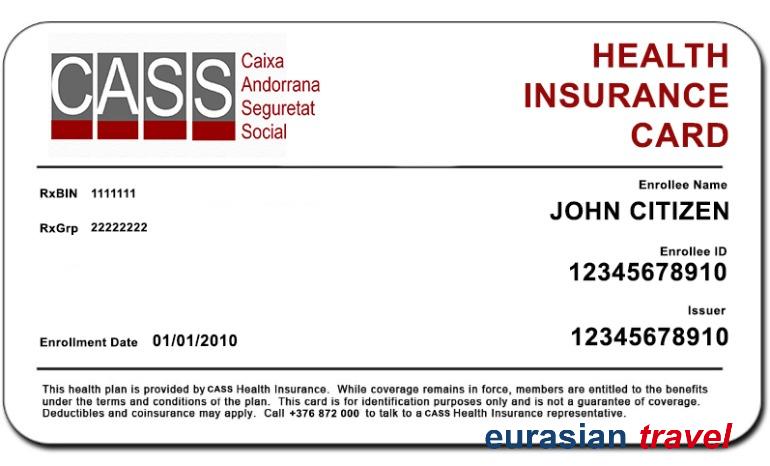 CASS
Caixa
Andorrana
Seguretat
Social
HEALTH
INSURANCE
CARD
RxBIN 1111111
RxGrp 22222222
Enrollee Name
JOHN CITIZEN
Enrollee ID
12345678910
Issuer
12345678910
Enrollment Date 01/01/2010
This health plan is provided by CASS Health Insurance. While coverage remains in force, members are entitled to the benefits
under the terms and conditions of the plan. This card is for identification purposes only and is not a guarantee of coverage.
Deductibles and coinsurance may apply. Call +376 872 000 to talk to a CASS Health Insurance representative.
eurasian travel